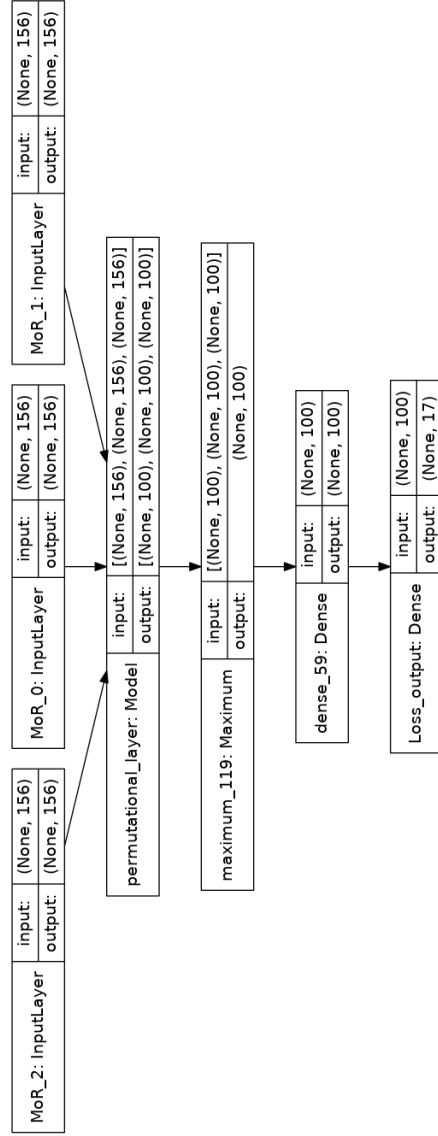 MoR_2: InputLayer
input: (None, 156)
output: (None, 156)
MoR_0: InputLayer
input: (None, 156)
output: (None, 156)
MoR_1: InputLayer
input: (None, 156)
output: (None, 156)
permutational_layer: Model
input: [(None, 156), (None, 156), (None, 156)]
output: [(None, 100), (None, 100), (None, 100)]
maximum_119: Maximum
input: [(None, 100), (None, 100), (None, 100)]
output: (None, 100)
dense_59: Dense
input: (None, 100)
output: (None, 100)
Loss_output: Dense
input: (None, 100)
output: (None, 17)